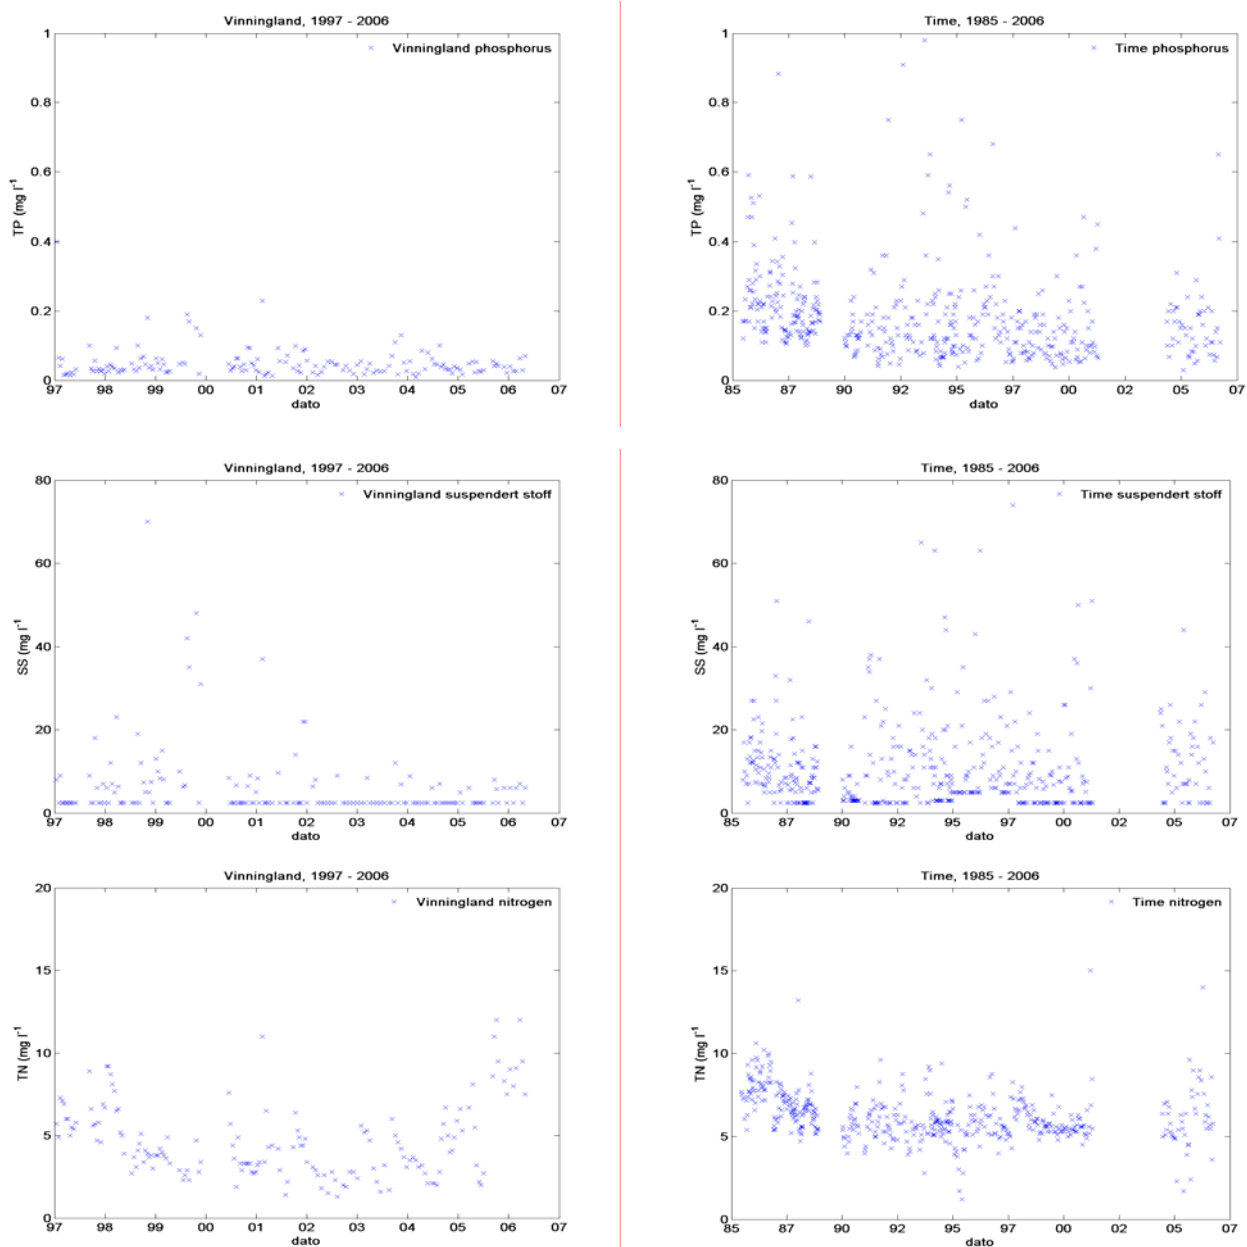 Vinningland, 1997 - 2006
1
Vinningland phosphorus
0.8
0.6
TP (mg l⁻¹)
0.4
0.2
0
97 98 99 00 01 02 03 04 05 06 07
dato
Time, 1985 - 2006
1
Time phosphorus
0.8
0.6
TP (mg l⁻¹)
0.4
0.2
0
85 87 90 92 95 97 00 02 05 07
dato
Vinningland, 1997 - 2006
80
Vinningland suspendert stoff
60
SS (mg l⁻¹)
40
20
0
97 98 99 00 01 02 03 04 05 06 07
dato
Time, 1985 - 2006
80
Time suspendert stoff
60
SS (mg l⁻¹)
40
20
0
85 87 90 92 95 97 00 02 05 07
dato
Vinningland, 1997 - 2006
20
Vinningland nitrogen
15
TN (mg l⁻¹)
10
5
0
97 98 99 00 01 02 03 04 05 06 07
dato
Time, 1985 - 2006
20
Time nitrogen
15
TN (mg l⁻¹)
10
5
0
85 87 90 92 95 97 00 02 05 07
dato